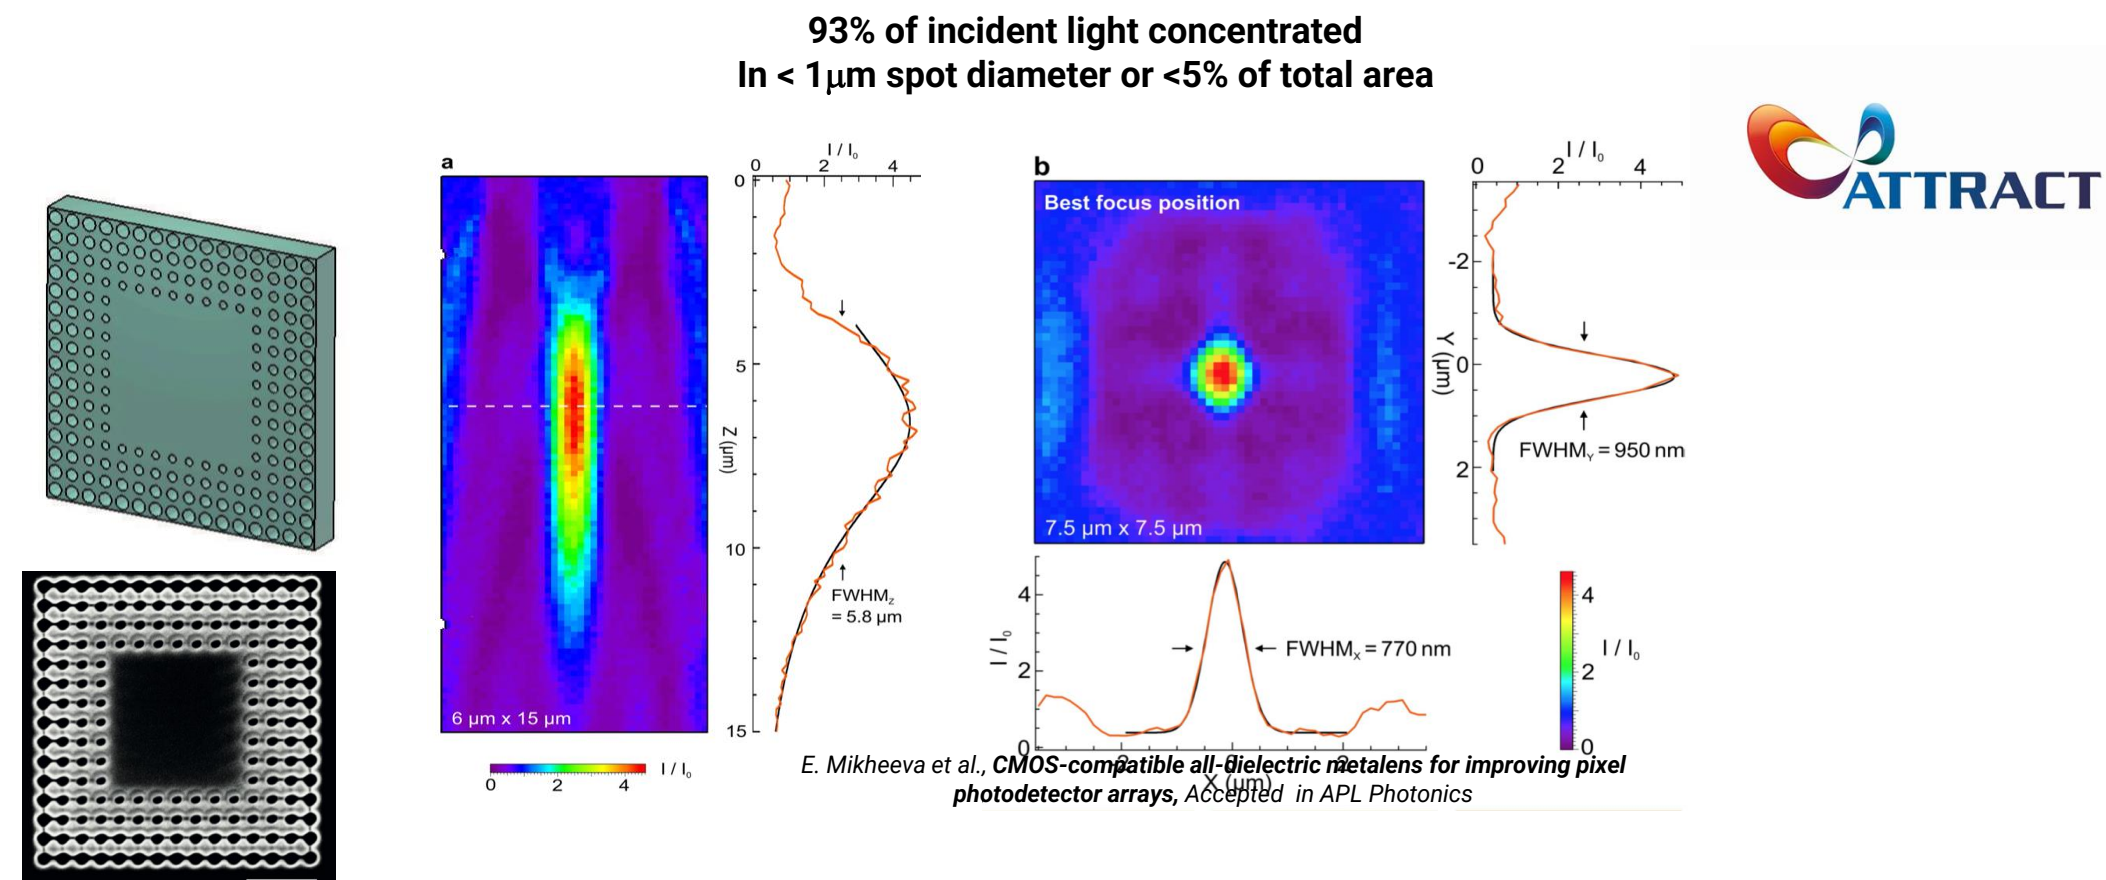 93% of incident light concentrated
In < 1μm spot diameter or <5% of total area
ATTRACT
a
I / I₀
0 2 4
0
5
10
15
Z (μm)
FWHMz
= 5.8 μm
6 μm x 15 μm
0 2 4
I / I₀
b
Best focus position
7.5 μm x 7.5 μm
I / I₀
0 2 4
-2
0
2
Y (μm)
FWHMY = 950 nm
I / I₀
4
2
0
FWHMX = 770 nm
-2 0 2
X (μm)
4
2
0
I / I₀
E. Mikheeva et al., CMOS-compatible all-dielectric metalens for improving pixel
photodetector arrays, Accepted in APL Photonics